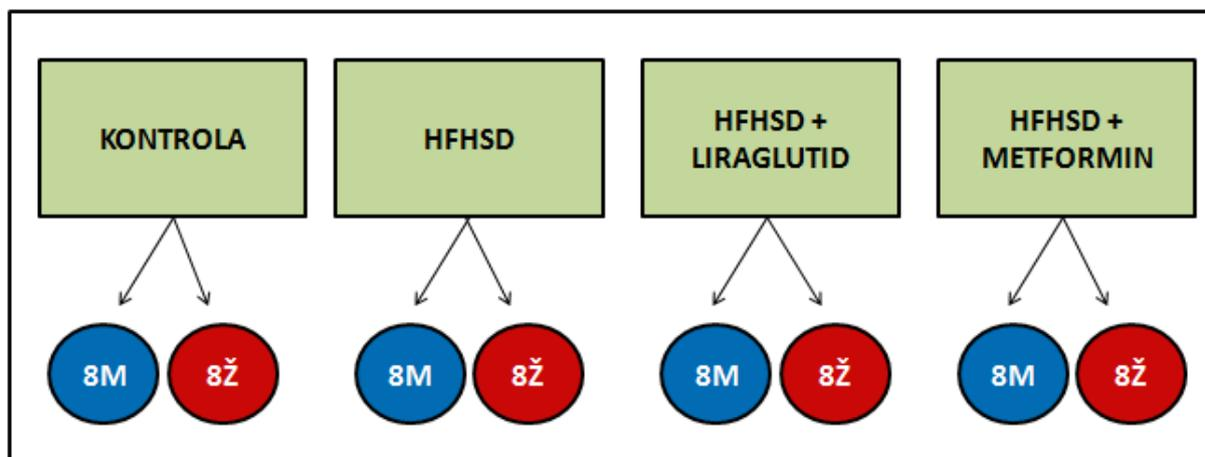 KONTROLA
HFHSD
HFHSD +
LIRAGLUTID
HFHSD +
METFORMIN
8M
8Ž
8M
8Ž
8M
8Ž
8M
8Ž